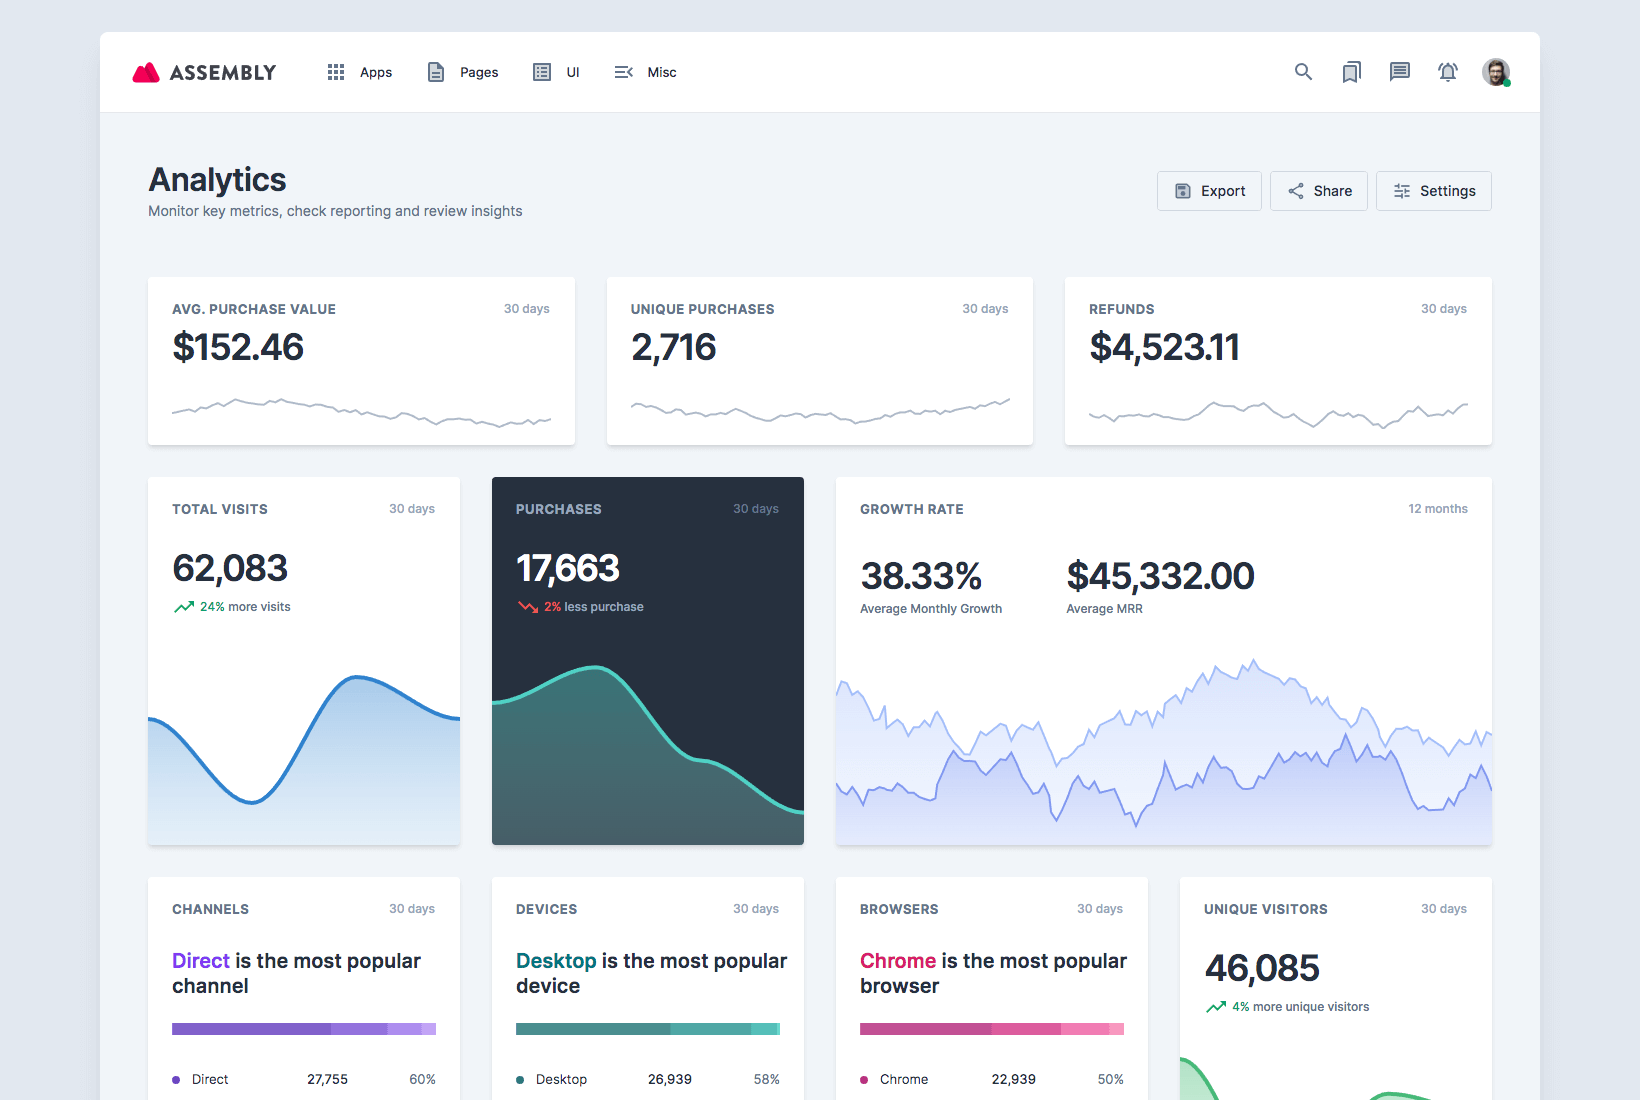 ASSEMBLY Apps Pages UI Misc
Analytics
Monitor key metrics, check reporting and review insights
Export Share Settings
AVG. PURCHASE VALUE 30 days
$152.46
UNIQUE PURCHASES 30 days
2,716
REFUNDS 30 days
$4,523.11
TOTAL VISITS 30 days
62,083
24% more visits
PURCHASES 30 days
17,663
2% less purchase
GROWTH RATE 12 months
38.33%
Average Monthly Growth
$45,332.00
Average MRR
CHANNELS 30 days
Direct is the most popular
channel
Direct 27,755 60%
DEVICES 30 days
Desktop is the most popular
device
Desktop 26,939 58%
BROWSERS 30 days
Chrome is the most popular
browser
Chrome 22,939 50%
UNIQUE VISITORS 30 days
46,085
4% more unique visitors